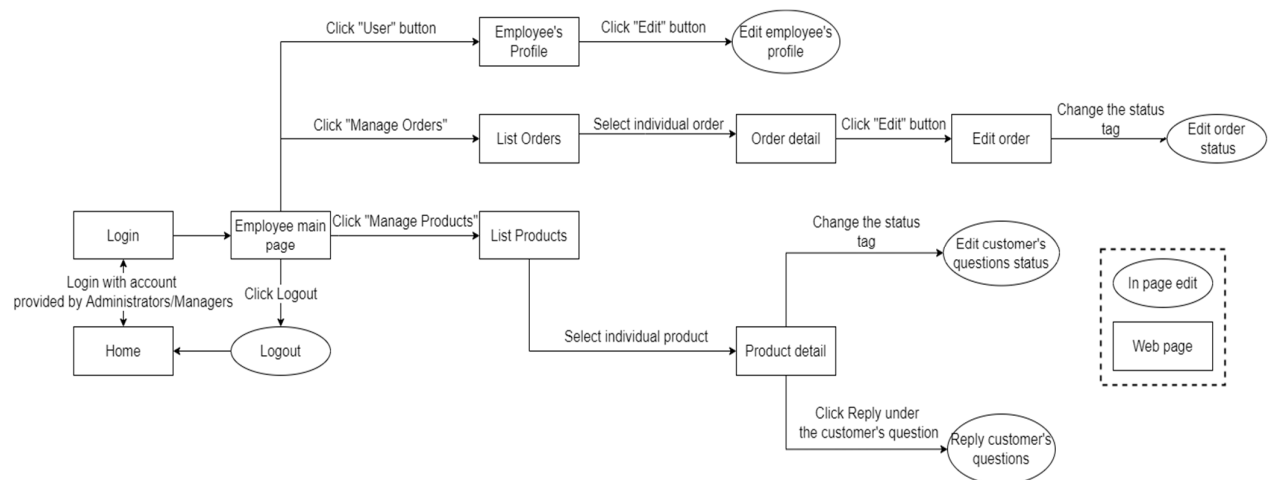 Click "User" button
Employee's
Profile
Click "Edit" button
Edit employee's
profile
Click "Manage Orders"
List Orders
Select individual order
Order detail
Click "Edit" button
Edit order
Change the status
tag
Edit order
status
Login
Employee main
page
Click "Manage Products"
List Products
Change the status
tag
Edit customer's
questions status
Login with account
provided by Administrators/Managers
Click Logout
Home
Logout
Select individual product
Product detail
Click Reply under
the customer's question
Reply customer's
questions
In page edit
Web page